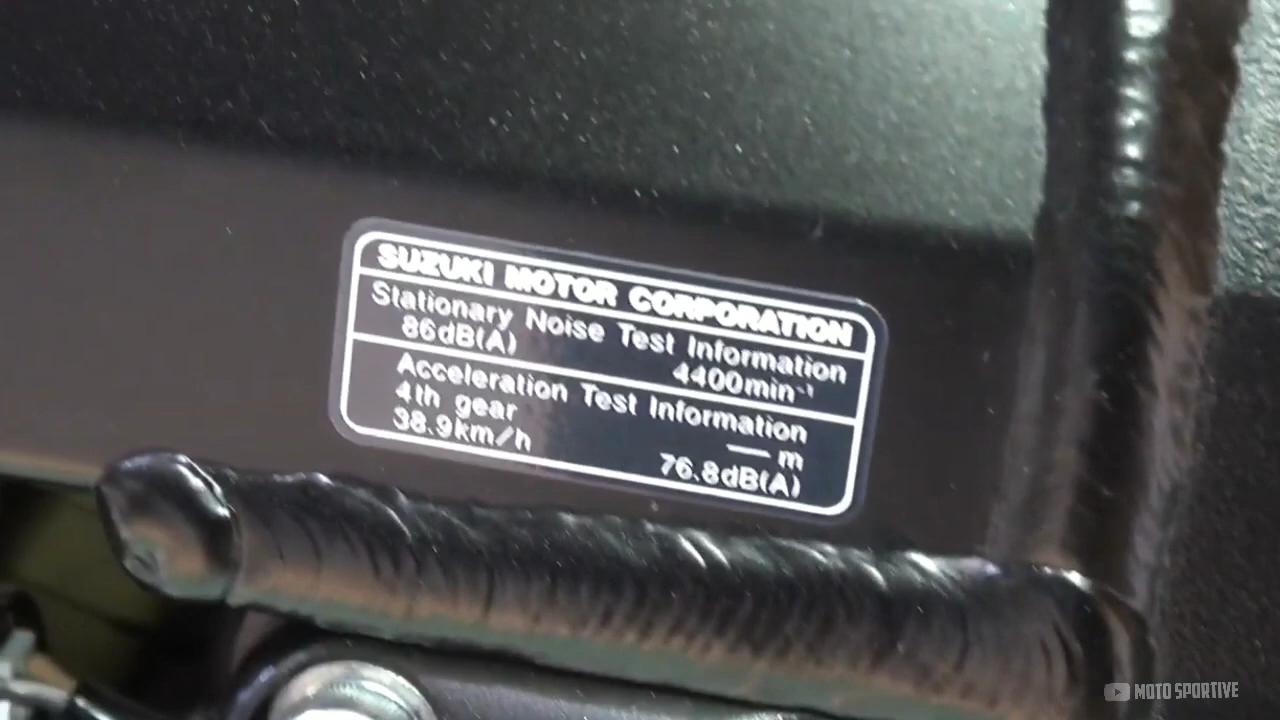 SUZUKI MOTOR CORPORATION
Stationary Noise Test Information
86dB(A) 4400min⁻¹
Acceleration Test Information
4th gear — m
38.9km/h 76.8dB(A)
MOTO SPORTIVE